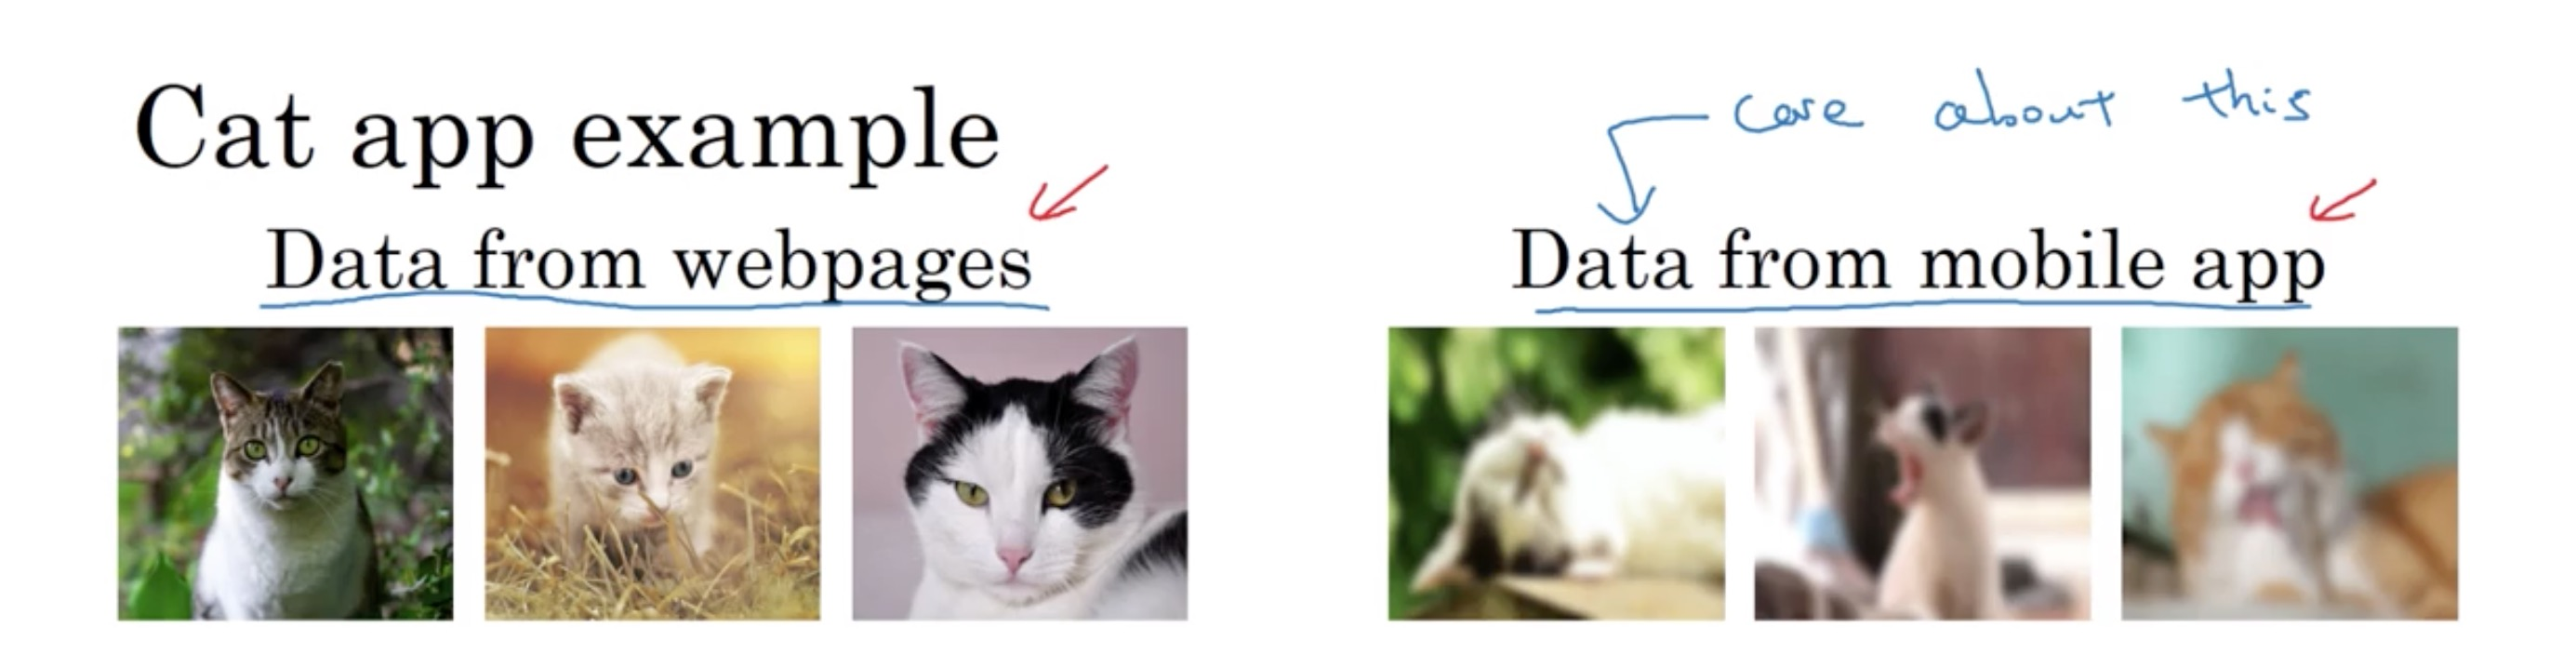 Cat app example
care about this
Data from webpages
Data from mobile app